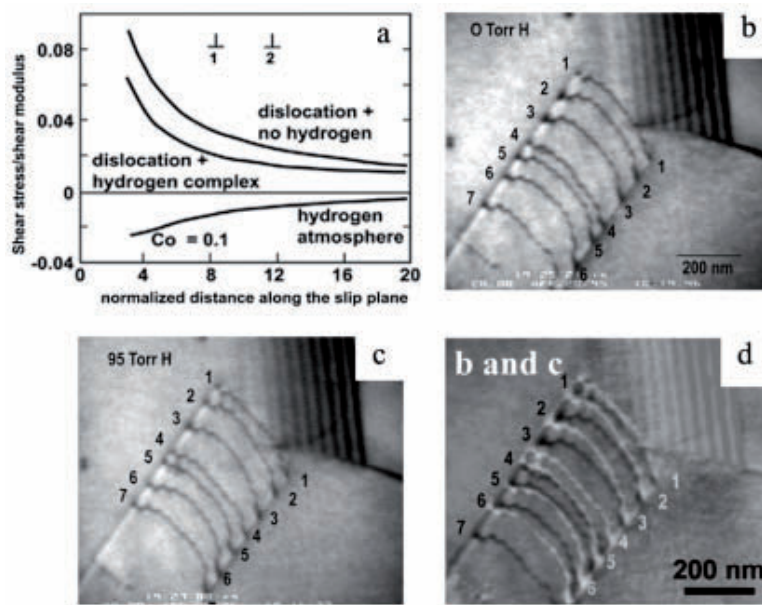 a
0.08
0.04
0
-0.04
Shear stress/shear modulus
1 2
dislocation +
no hydrogen
dislocation +
hydrogen complex
hydrogen
atmosphere
Co = 0.1
0 4 8 12 16 20
normalized distance along the slip plane
b
O Torr H
1
2
3
4
5
6
7
1
2
3
4
5
6
200 nm
c
95 Torr H
1
2
3
4
5
6
7
1
2
3
4
5
6
d
b and c
1
2
3
4
5
6
7
1
2
3
4
5
6
200 nm